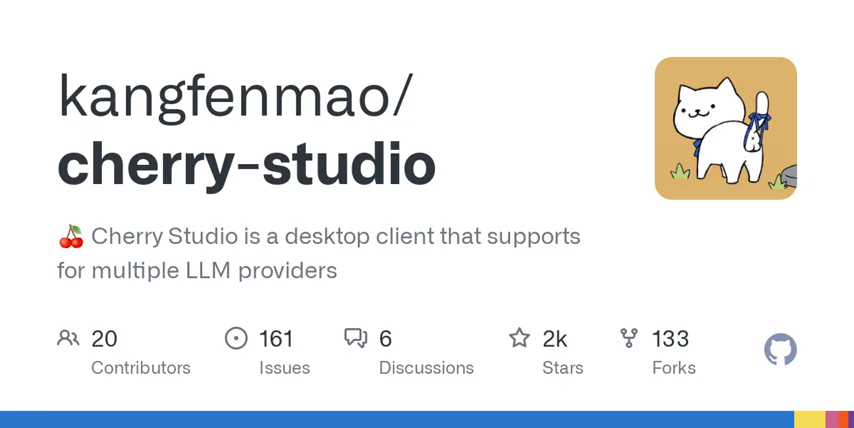 kangfenmao/
cherry-studio
🍒 Cherry Studio is a desktop client that supports
for multiple LLM providers
20
Contributors
161
Issues
6
Discussions
2k
Stars
133
Forks